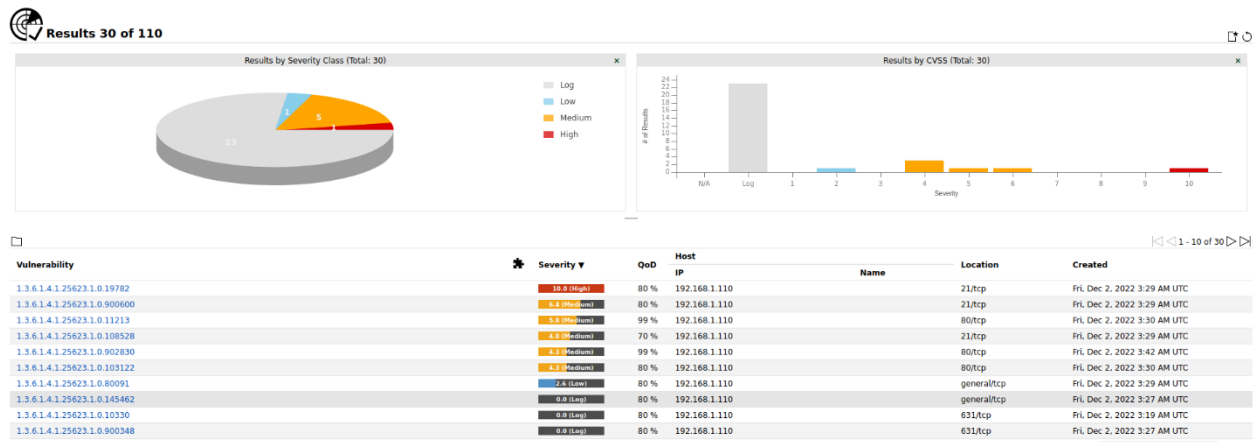 Results 30 of 110
Results by Severity Class (Total: 30) ×
23
1
5
1
Log
Low
Medium
High
Results by CVSS (Total: 30) ×
# of Results
24
22
20
18
16
14
12
10
8
6
4
2
0
N/A Log 1 2 3 4 5 6 7 8 9 10
Severity
1 - 10 of 30
Vulnerability Severity ▼ QoD Host Location Created
IP Name
1.3.6.1.4.1.25623.1.0.19782 10.0 (High) 80 % 192.168.1.110 21/tcp Fri, Dec 2, 2022 3:29 AM UTC
1.3.6.1.4.1.25623.1.0.900600 6.4 (Medium) 80 % 192.168.1.110 21/tcp Fri, Dec 2, 2022 3:29 AM UTC
1.3.6.1.4.1.25623.1.0.11213 5.8 (Medium) 99 % 192.168.1.110 80/tcp Fri, Dec 2, 2022 3:30 AM UTC
1.3.6.1.4.1.25623.1.0.108528 4.8 (Medium) 70 % 192.168.1.110 21/tcp Fri, Dec 2, 2022 3:29 AM UTC
1.3.6.1.4.1.25623.1.0.902830 4.3 (Medium) 99 % 192.168.1.110 80/tcp Fri, Dec 2, 2022 3:42 AM UTC
1.3.6.1.4.1.25623.1.0.103122 4.3 (Medium) 80 % 192.168.1.110 80/tcp Fri, Dec 2, 2022 3:30 AM UTC
1.3.6.1.4.1.25623.1.0.80091 2.6 (Low) 80 % 192.168.1.110 general/tcp Fri, Dec 2, 2022 3:29 AM UTC
1.3.6.1.4.1.25623.1.0.145462 0.0 (Log) 80 % 192.168.1.110 general/tcp Fri, Dec 2, 2022 3:27 AM UTC
1.3.6.1.4.1.25623.1.0.10330 0.0 (Log) 80 % 192.168.1.110 631/tcp Fri, Dec 2, 2022 3:19 AM UTC
1.3.6.1.4.1.25623.1.0.900348 0.0 (Log) 80 % 192.168.1.110 631/tcp Fri, Dec 2, 2022 3:27 AM UTC